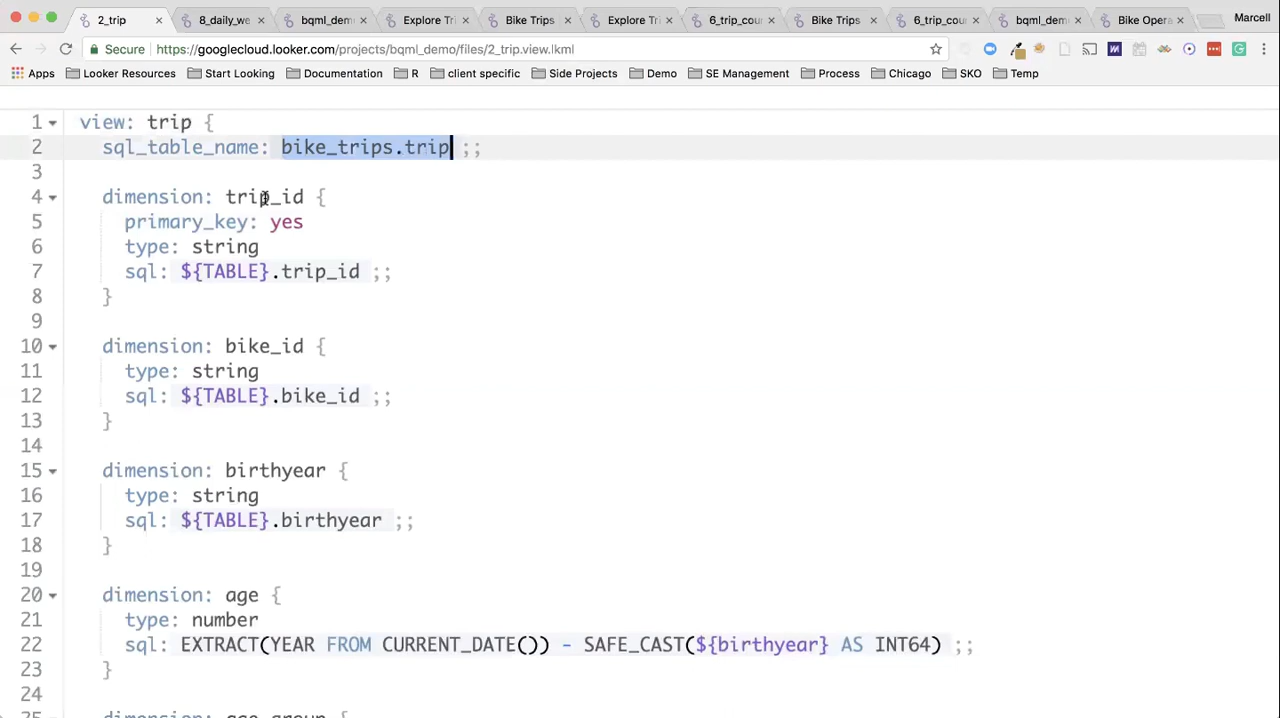 2_trip
8_daily_we
bqml_dem
Explore Tri
Bike Trips
Explore Tri
6_trip_cou
Bike Trips
6_trip_cou
bqml_dem
Bike Opera
Marcell
Secure https://googlecloud.looker.com/projects/bqml_demo/files/2_trip.view.lkml
Apps Looker Resources Start Looking Documentation R client specific Side Projects Demo SE Management Process Chicago SKO Temp
1 view: trip {
2 sql_table_name: bike_trips.trip ;;
3
4 dimension: trip_id {
5 primary_key: yes
6 type: string
7 sql: ${TABLE}.trip_id ;;
8 }
9
10 dimension: bike_id {
11 type: string
12 sql: ${TABLE}.bike_id ;;
13 }
14
15 dimension: birthyear {
16 type: string
17 sql: ${TABLE}.birthyear ;;
18 }
19
20 dimension: age {
21 type: number
22 sql: EXTRACT(YEAR FROM CURRENT_DATE()) - SAFE_CAST(${birthyear} AS INT64) ;;
23 }
24
25 dimension: age_group {